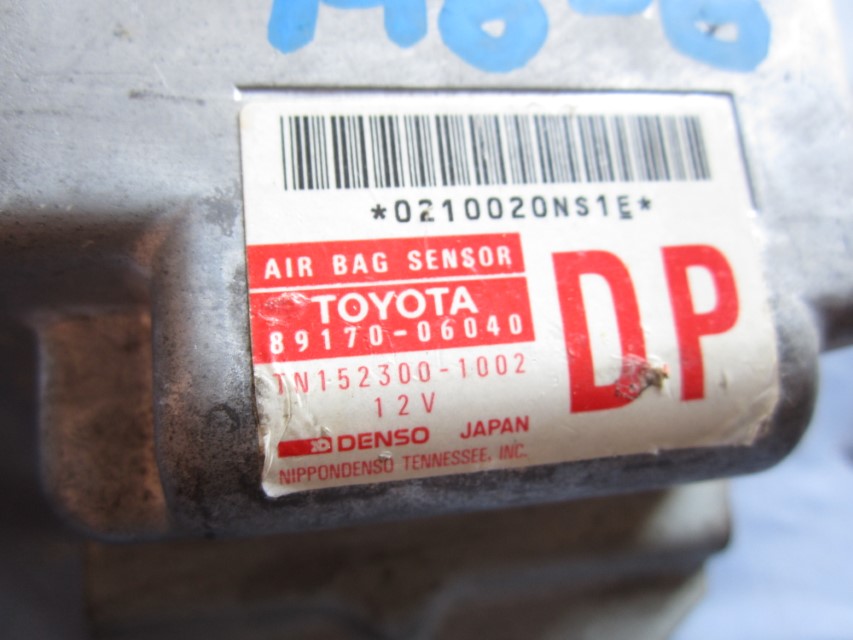 *0210020NS1E*
AIR BAG SENSOR
TOYOTA
89170-06040
DP
TN152300-1002
12V
DENSO JAPAN
NIPPONDENSO TENNESSEE, INC.